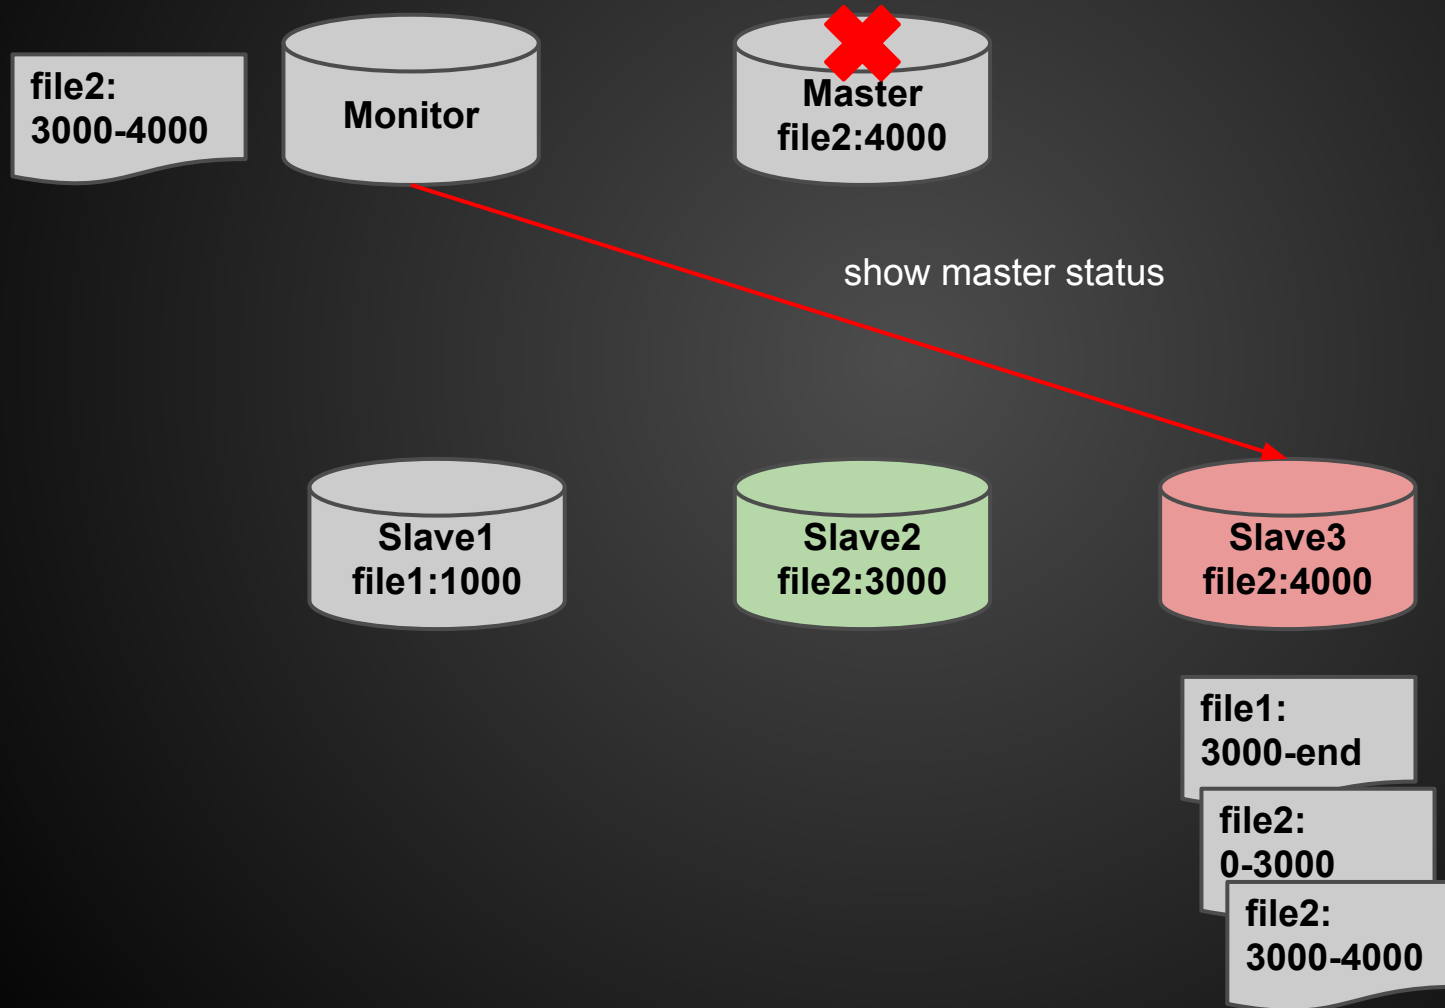 file2:
3000-4000
Monitor
Master
file2:4000
show master status
Slave1
file1:1000
Slave2
file2:3000
Slave3
file2:4000
file1:
3000-end
file2:
0-3000
file2:
3000-4000